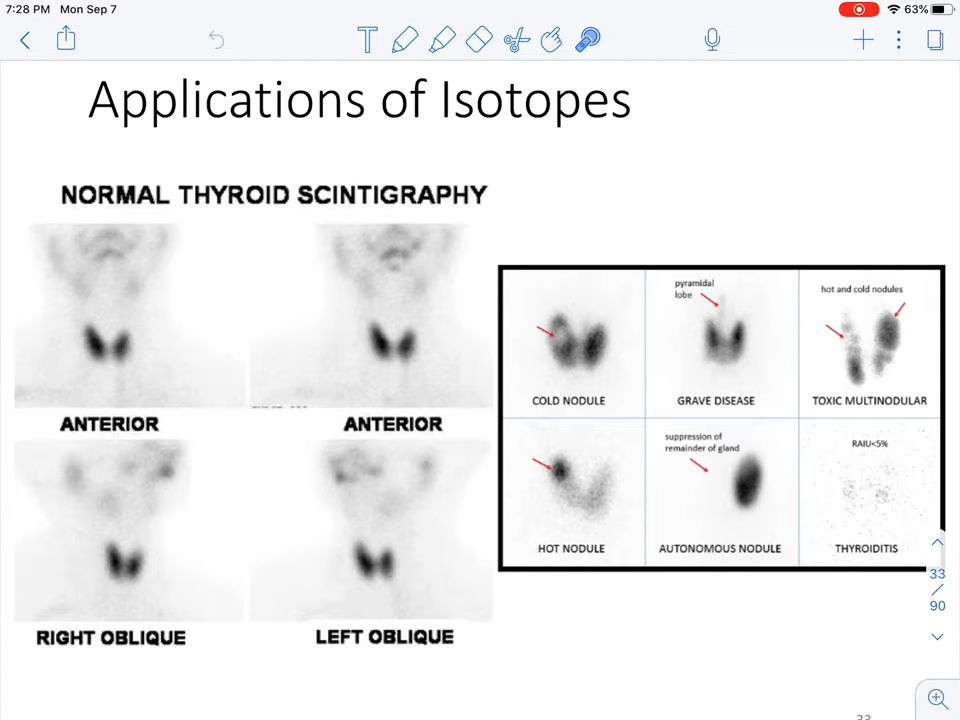 7:28 PM Mon Sep 7
63%
Applications of Isotopes
NORMAL THYROID SCINTIGRAPHY
ANTERIOR
ANTERIOR
RIGHT OBLIQUE
LEFT OBLIQUE
COLD NODULE
pyramidal
lobe
GRAVE DISEASE
hot and cold nodules
TOXIC MULTINODULAR
HOT NODULE
suppression of
remainder of gland
AUTONOMOUS NODULE
RAIU<5%
THYROIDITIS
33
90
33